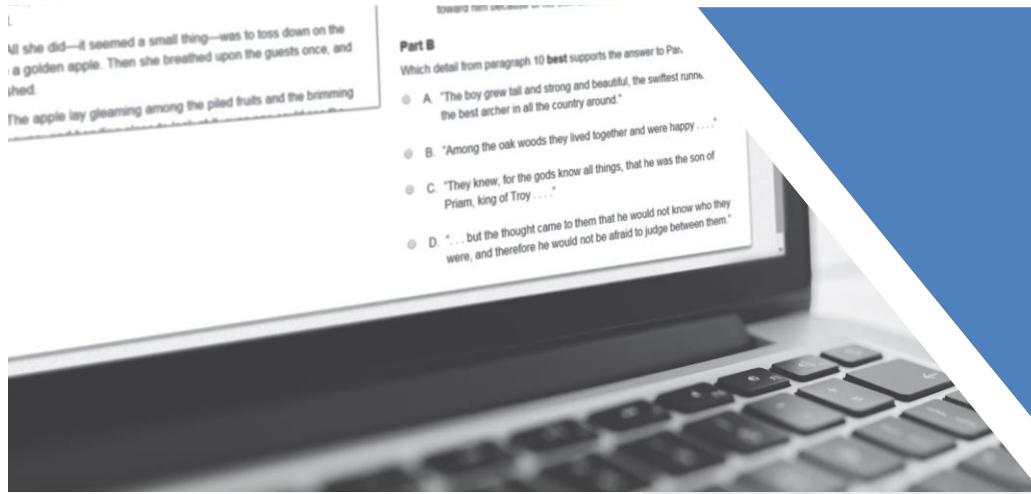 All she did—it seemed a small thing—was to toss down on the
a golden apple. Then she breathed upon the guests once, and
The apple lay gleaming among the piled fruits and the brimming
toward him because of his
Part B
Which detail from paragraph 10 best supports the answer to
A. "The boy grew tall and strong and beautiful, the swiftest
the best archer in all the country around."
B. "Among the oak woods they lived together and were happy . . . ."
C. "They knew, for the gods know all things, that he was the son of
Priam, king of Troy . . . ."
D. ". . . but the thought came to them that he would not know who they
were, and therefore he would not be afraid to judge between them."